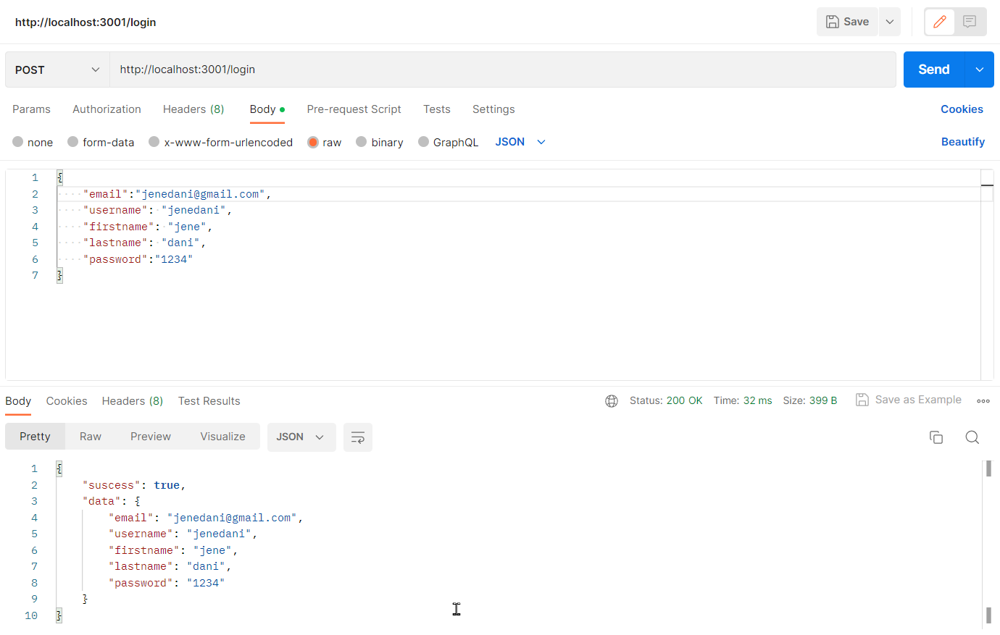 http://localhost:3001/login
Save
POST
http://localhost:3001/login
Send
Params Authorization Headers (8) Body Pre-request Script Tests Settings Cookies
none form-data x-www-form-urlencoded raw binary GraphQL JSON Beautify
1 {
2 ····"email":"jenedani@gmail.com",
3 ····"username":·"jenedani",
4 ····"firstname":·"jene",
5 ····"lastname":·"dani",
6 ····"password":"1234"
7 }
Body Cookies Headers (8) Test Results Status: 200 OK Time: 32 ms Size: 399 B Save as Example
Pretty Raw Preview Visualize JSON
1 {
2 "suscess": true,
3 "data": {
4 "email": "jenedani@gmail.com",
5 "username": "jenedani",
6 "firstname": "jene",
7 "lastname": "dani",
8 "password": "1234"
9 }
10 }